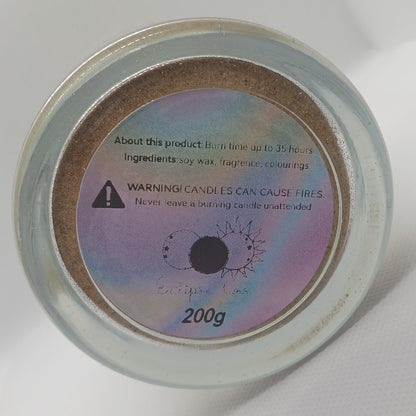 About this product: Burn time up to 35 hours
Ingredients: soy wax, fragrence, colourings
WARNING! CANDLES CAN CAUSE FIRES.
Never leave a burning candle unattended
200g